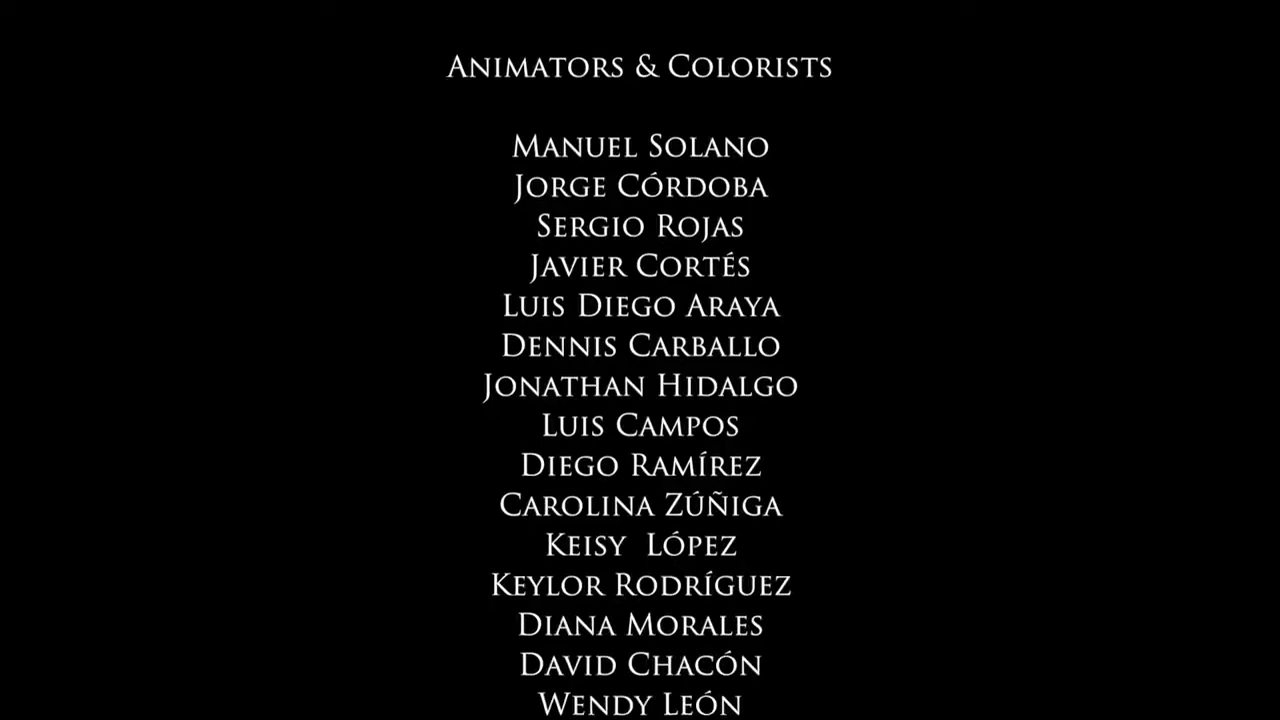 Animators & Colorists
Manuel Solano
Jorge Córdoba
Sergio Rojas
Javier Cortés
Luis Diego Araya
Dennis Carballo
Jonathan Hidalgo
Luis Campos
Diego Ramírez
Carolina Zúñiga
Keisy  López
Keylor Rodríguez
Diana Morales
David Chacón
Wendy León